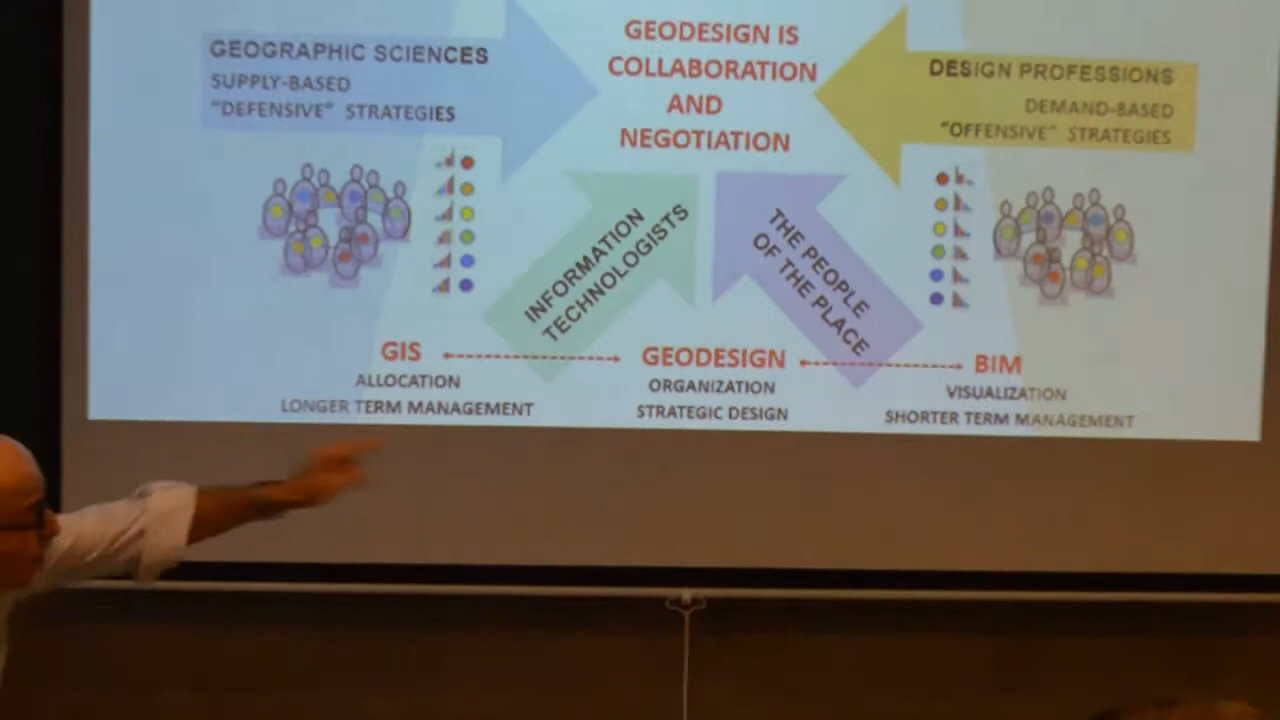 GEOGRAPHIC SCIENCES
SUPPLY-BASED
"DEFENSIVE" STRATEGIES
GEODESIGN IS
COLLABORATION
AND
NEGOTIATION
DESIGN PROFESSIONS
DEMAND-BASED
"OFFENSIVE" STRATEGIES
INFORMATION
TECHNOLOGISTS
THE PEOPLE
OF THE PLACE
GIS
ALLOCATION
LONGER TERM MANAGEMENT
GEODESIGN
ORGANIZATION
STRATEGIC DESIGN
BIM
VISUALIZATION
SHORTER TERM MANAGEMENT